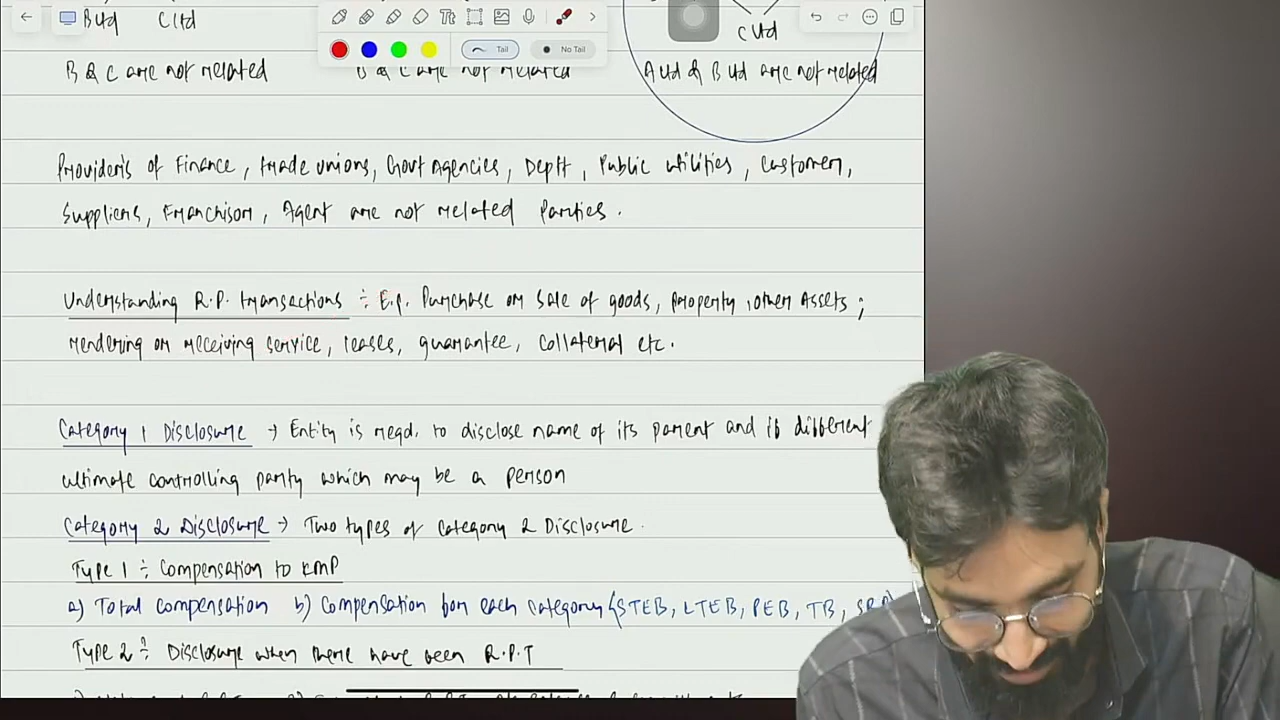 B Ltd C Ltd
C Ltd
B & C are not related B & C are not related A Ltd & B Ltd are not related
Tail No Tail
Providers of Finance, trade unions, Govt Agencies, Deptt, Public utilities, Customer,
Suppliers, Franchisor, Agent are not related Parties.
Understanding R.P. transactions ÷ E.g. Purchase or Sale of goods, property, other Assets;
rendering or receiving service, leases, guarantee, collateral etc.
Category 1 Disclosure → Entity is reqd. to disclose name of its parent and if different
ultimate controlling party which may be a person
Category 2 Disclosure → Two types of Category 2 Disclosure.
Type 1 ÷ Compensation to KMP
a) Total compensation b) Compensation for each category {STEB, LTEB, PEB, TB,
Type 2 ÷ Disclosure when there have been R.P.T